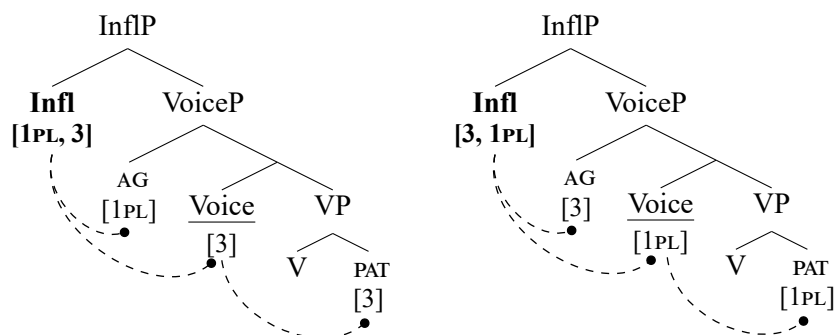 InflP InflP
Infl VoiceP Infl VoiceP
[1PL, 3] [3, 1PL]
AG AG
[1PL] Voice VP [3] Voice VP
[3] [1PL]
V PAT V PAT
[3] [1PL]